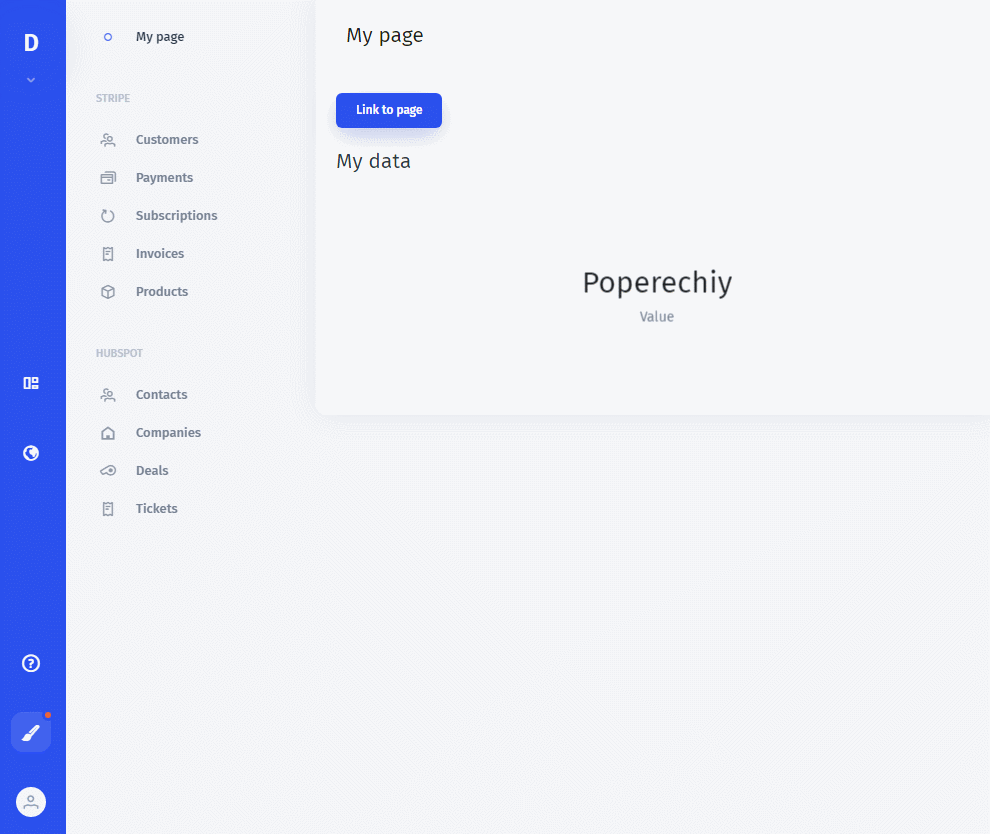 D
My page
STRIPE
Customers
Payments
Subscriptions
Invoices
Products
HUBSPOT
Contacts
Companies
Deals
Tickets
My page
Link to page
My data
Poperechiy
Value